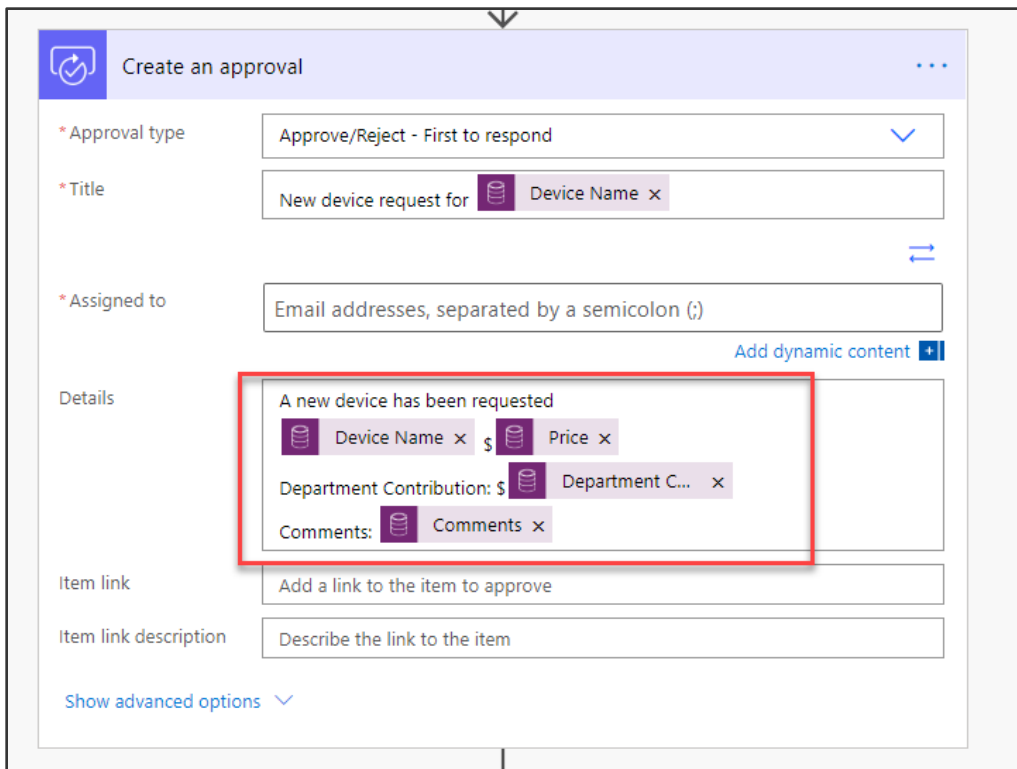 Create an approval
* Approval type
Approve/Reject - First to respond
* Title
New device request for Device Name ×
* Assigned to
Email addresses, separated by a semicolon (;)
Add dynamic content +
Details
A new device has been requested
Device Name × $ Price ×
Department Contribution: $ Department C... ×
Comments: Comments ×
Item link
Add a link to the item to approve
Item link description
Describe the link to the item
Show advanced options